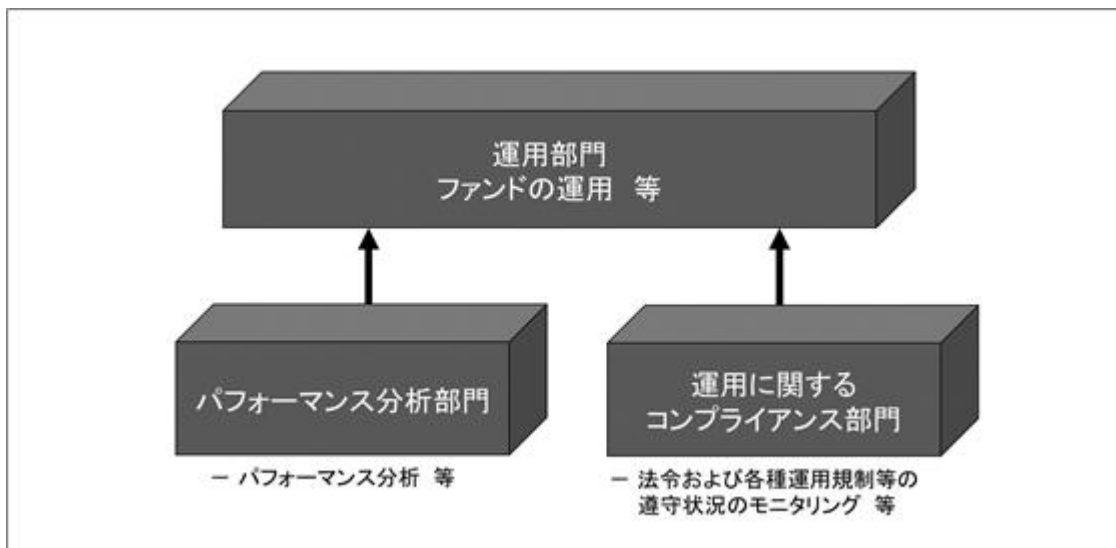 運用部門
ファンドの運用 等
パフォーマンス分析部門
運用に関する
コンプライアンス部門
－ パフォーマンス分析 等
－ 法令および各種運用規制等の
遵守状況のモニタリング 等